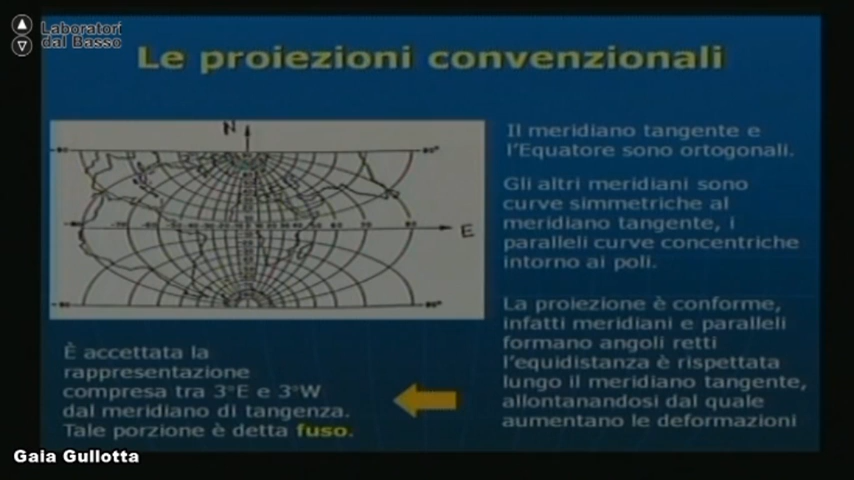 Laboratori
dal Basso
Le proiezioni convenzionali
N
E
Il meridiano tangente e
l'Equatore sono ortogonali.
Gli altri meridiani sono
curve simmetriche al
meridiano tangente, i
paralleli curve concentriche
intorno ai poli.
La proiezione è conforme,
infatti meridiani e paralleli
formano angoli retti
l'equidistanza è rispettata
lungo il meridiano tangente,
allontanandosi dal quale
aumentano le deformazioni
È accettata la
rappresentazione
compresa tra 3°E e 3°W
dal meridiano di tangenza.
Tale porzione è detta fuso.
Gaia Gullotta